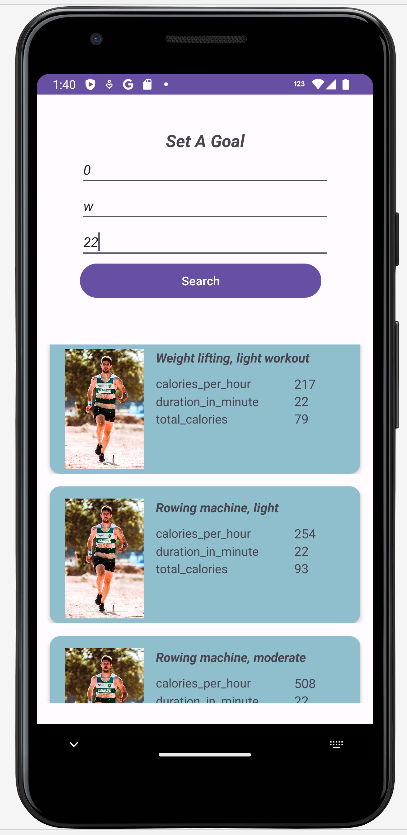 1:40
123
Set A Goal
0
w
22
Search
Weight lifting, light workout
calories_per_hour 217
duration_in_minute 22
total_calories 79
Rowing machine, light
calories_per_hour 254
duration_in_minute 22
total_calories 93
Rowing machine, moderate
calories_per_hour 508
duration_in_minute 22